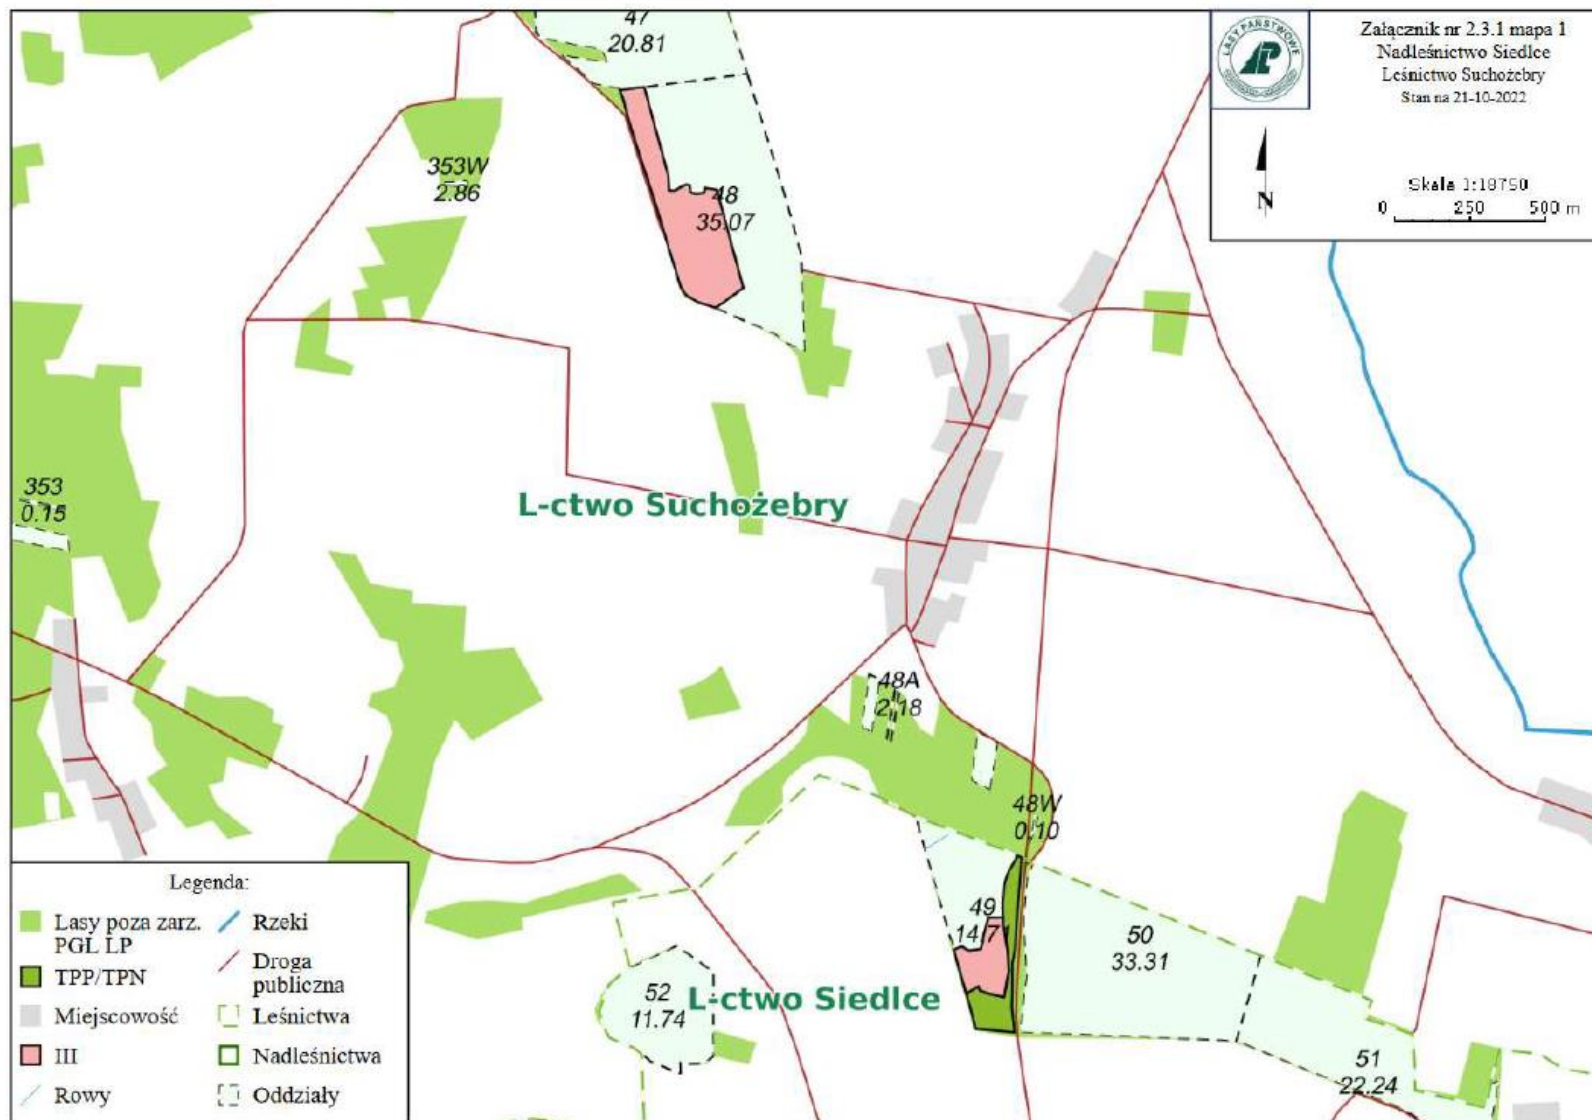 47
20.81
LASY PAŃSTWOWE
Załącznik nr 2.3.1 mapa 1
Nadleśnictwo Siedlce
Leśnictwo Suchożebry
Stan na 21-10-2022
N
Skala 1:18750
0 250 500 m
353W
2.86
48
35.07
353
0.15
L-ctwo Suchożebry
48A
2.18
48W
0.10
49
14.71
50
33.31
52
11.74
L-ctwo Siedlce
51
22.24
Legenda:
Lasy poza zarz.
PGL LP
TPP/TPN
Miejscowość
III
Rowy
Rzeki
Droga
publiczna
Leśnictwa
Nadleśnictwa
Oddziały